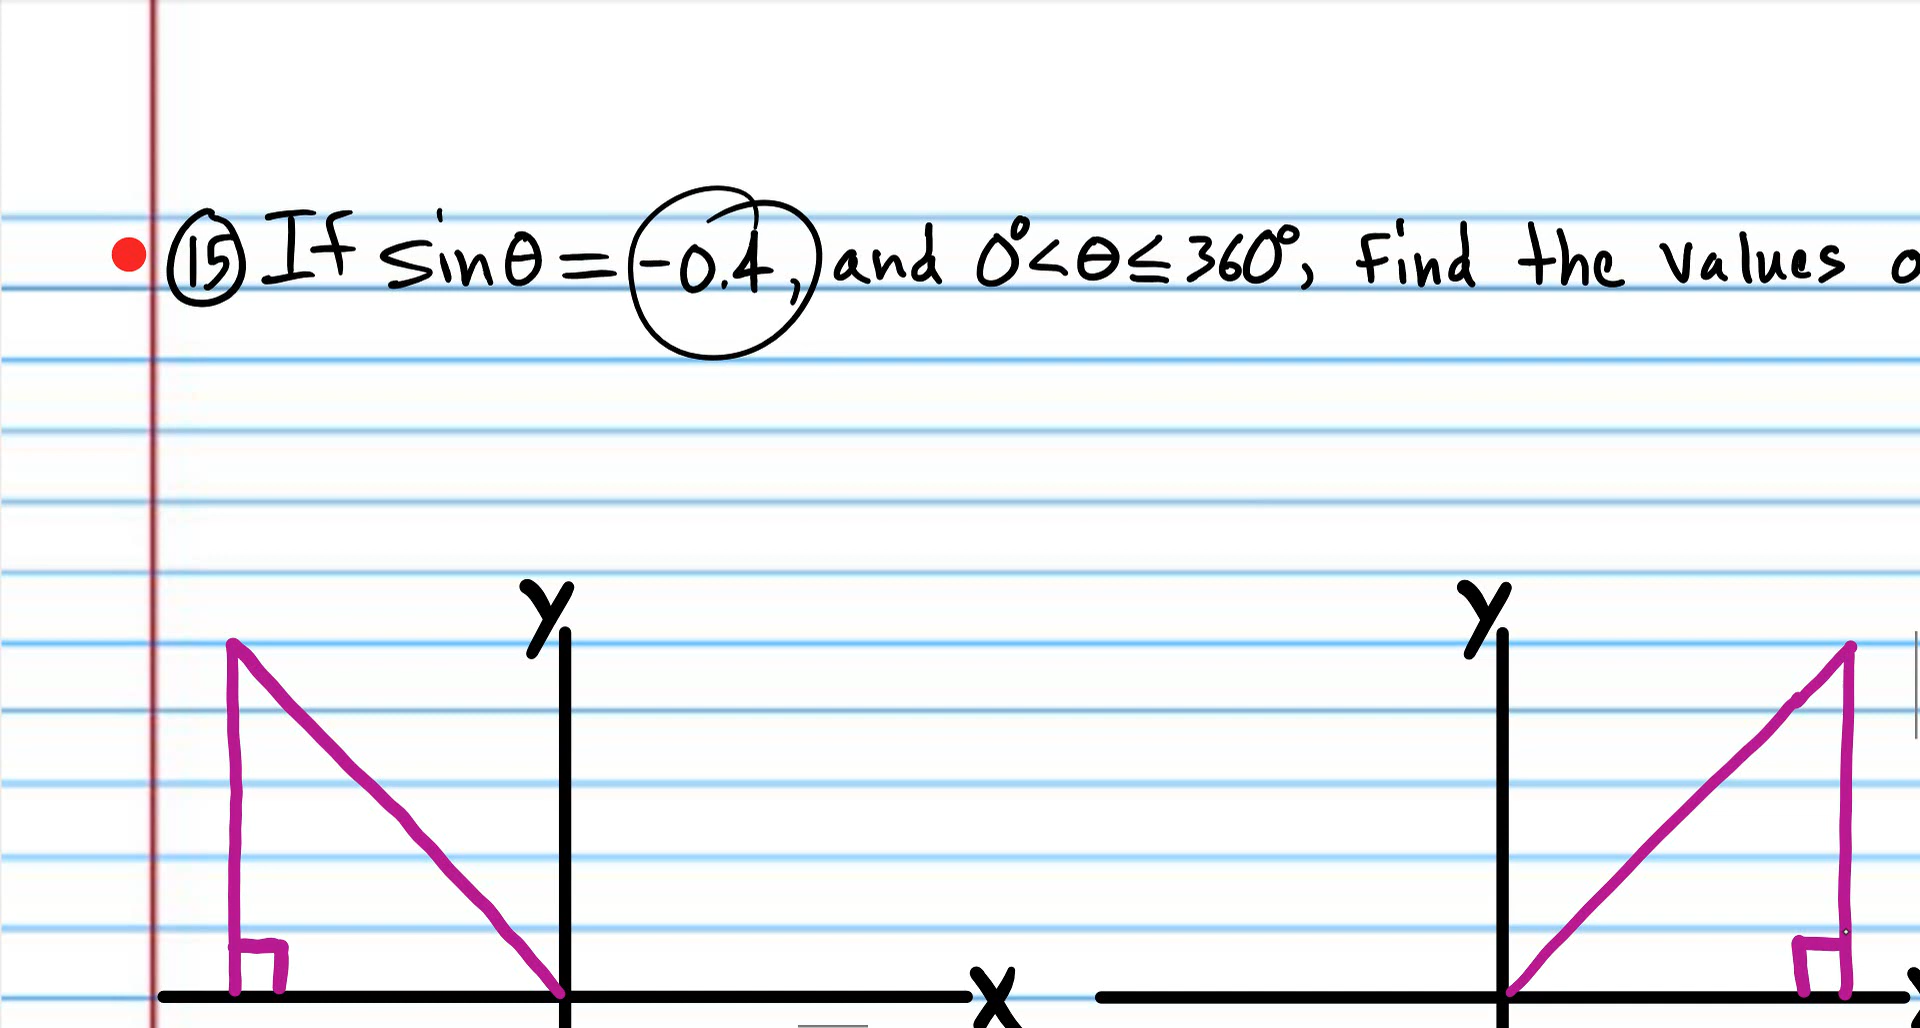 ⑮ If sinθ = -0.4, and 0°<θ≤360°, find the values
y y
x